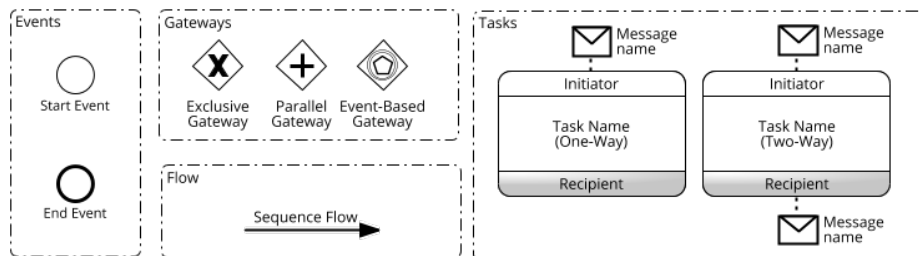 Events
Start Event
End Event
Gateways
X
Exclusive
Gateway
Parallel
Gateway
Event-Based
Gateway
Flow
Sequence Flow
Tasks
Message
name
Initiator
Task Name
(One-Way)
Recipient
Message
name
Initiator
Task Name
(Two-Way)
Recipient
Message
name